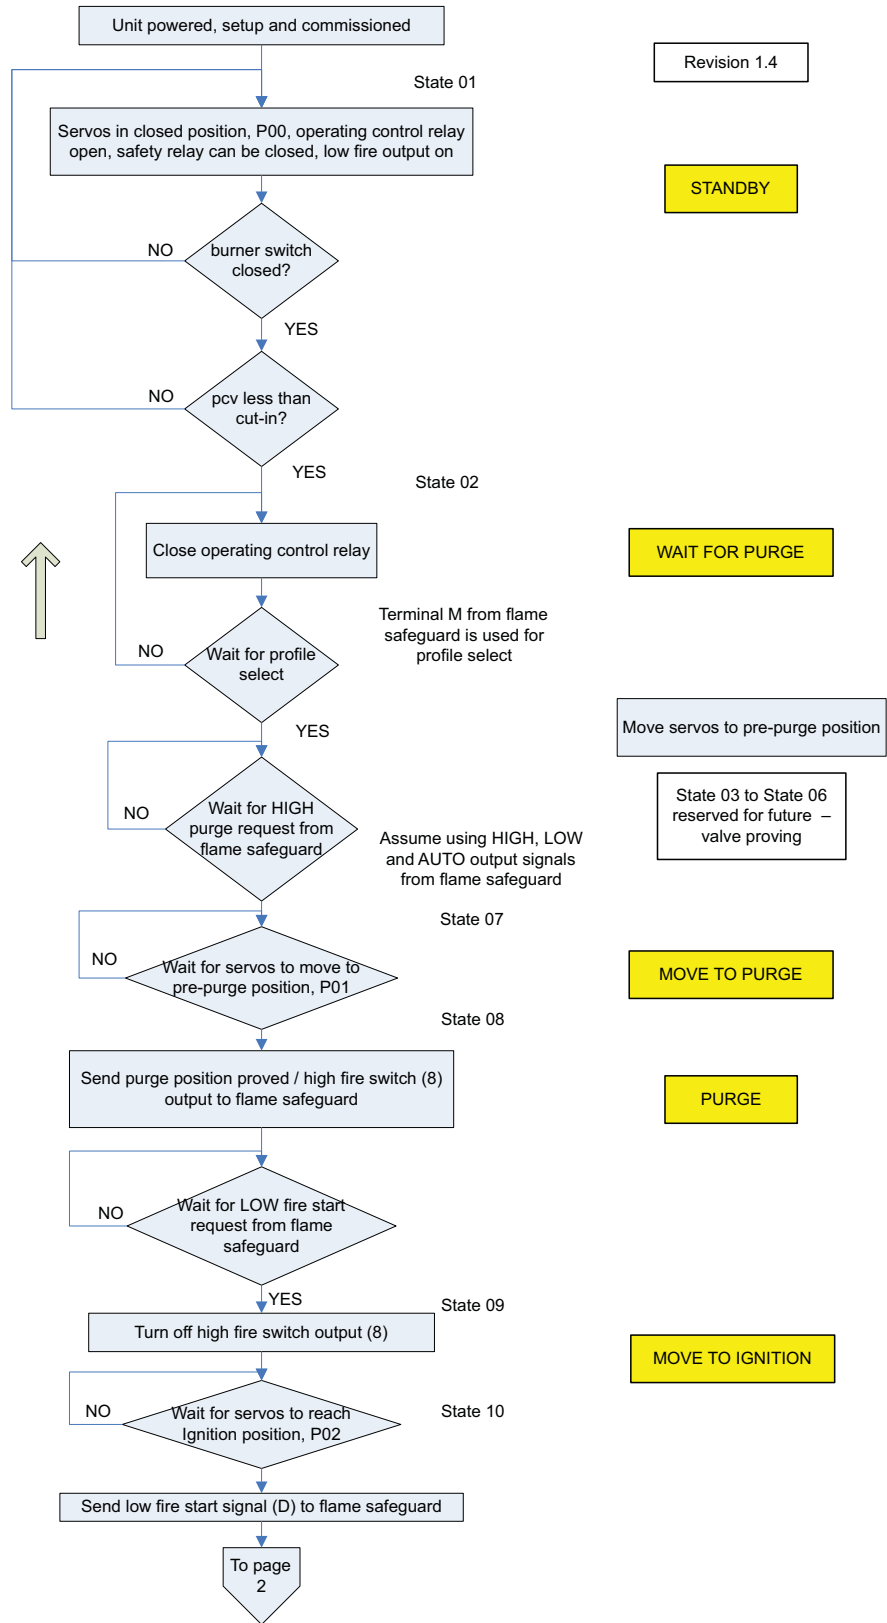 Unit powered, setup and commissioned
Revision 1.4
State 01
Servos in closed position, P00, operating control relay
open, safety relay can be closed, low fire output on
STANDBY
NO
burner switch
closed?
YES
NO
pcv less than
cut-in?
YES
State 02
Close operating control relay
WAIT FOR PURGE
Terminal M from flame
safeguard is used for
profile select
NO
Wait for profile
select
YES
Move servos to pre-purge position
State 03 to State 06
reserved for future –
valve proving
NO
Wait for HIGH
purge request from
flame safeguard
Assume using HIGH, LOW
and AUTO output signals
from flame safeguard
State 07
NO
Wait for servos to move to
pre-purge position, P01
MOVE TO PURGE
State 08
Send purge position proved / high fire switch (8)
output to flame safeguard
PURGE
NO
Wait for LOW fire start
request from flame
safeguard
YES
State 09
Turn off high fire switch output (8)
MOVE TO IGNITION
NO
Wait for servos to reach
Ignition position, P02
State 10
Send low fire start signal (D) to flame safeguard
To page
2